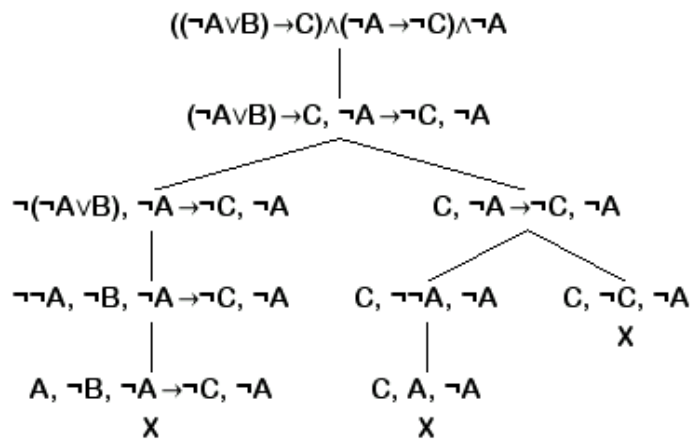 ((¬A∨B)→C)∧(¬A→¬C)∧¬A
(¬A∨B)→C, ¬A→¬C, ¬A
¬(¬A∨B), ¬A→¬C, ¬A
C, ¬A→¬C, ¬A
¬¬A, ¬B, ¬A→¬C, ¬A
C, ¬¬A, ¬A
C, ¬C, ¬A
X
A, ¬B, ¬A→¬C, ¬A
C, A, ¬A
X
X